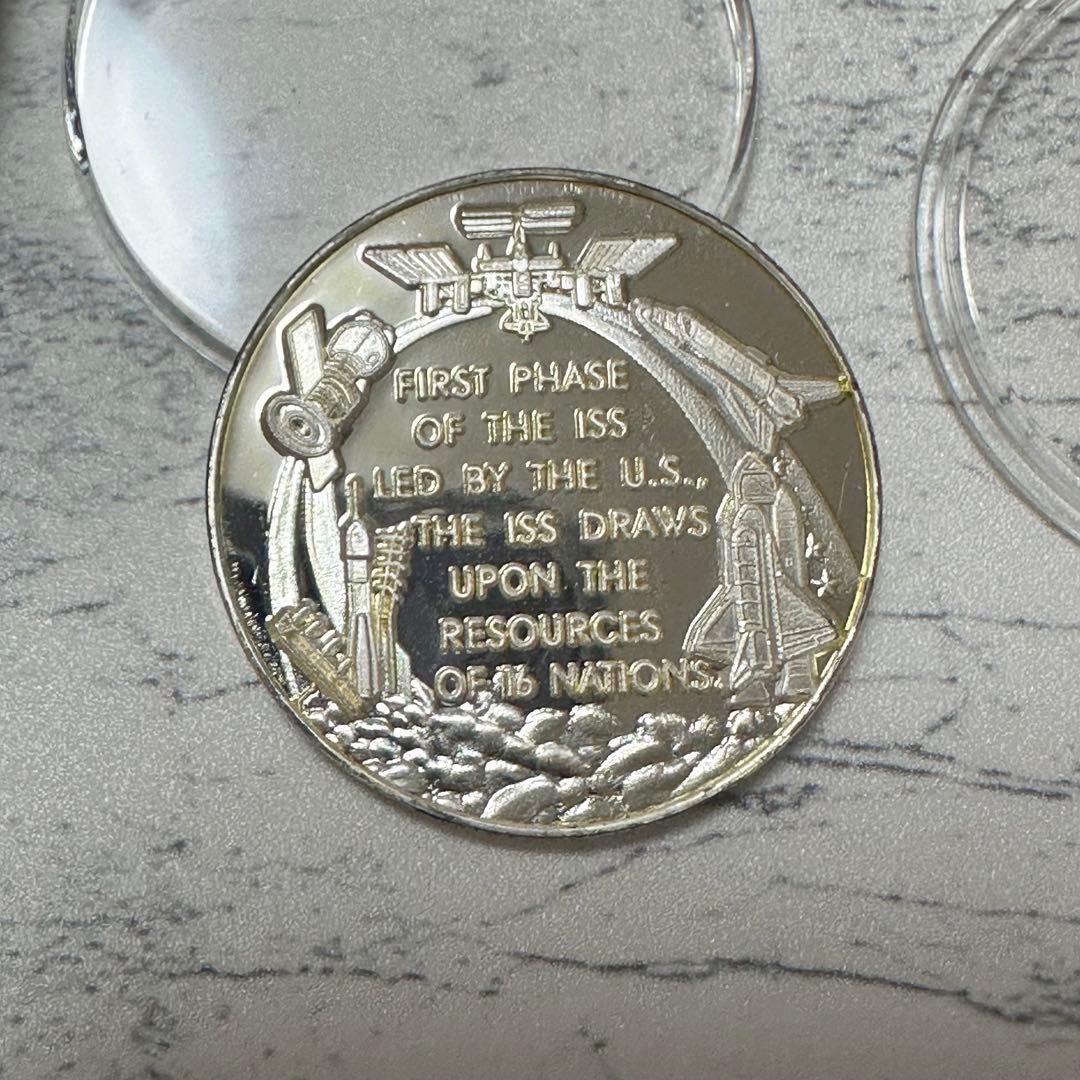 FIRST PHASE
OF THE ISS
LED BY THE U.S.,
THE ISS DRAWS
UPON THE
RESOURCES
OF 16 NATIONS.